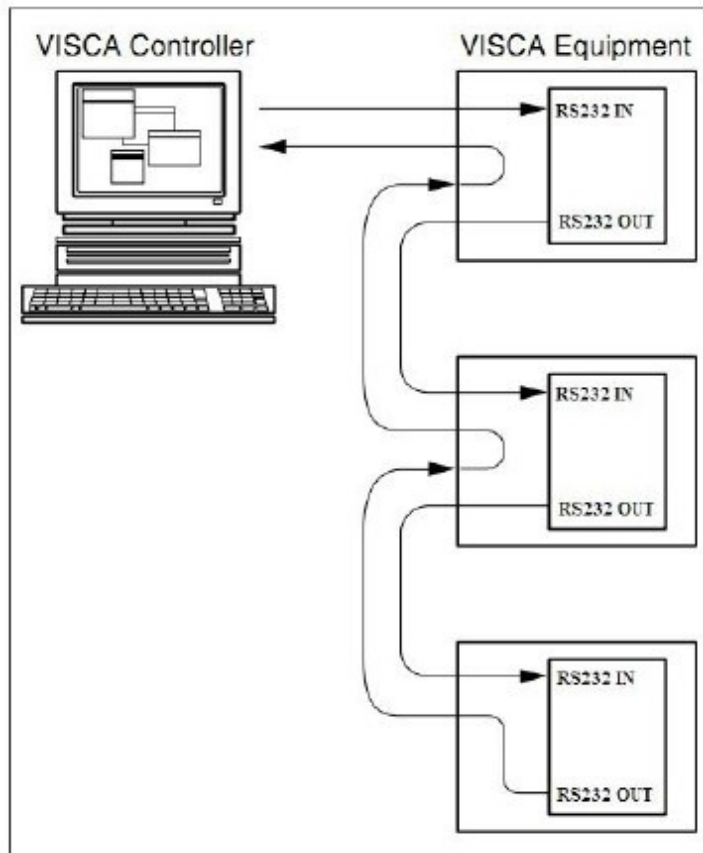 VISCA Controller
VISCA Equipment
RS232 IN
RS232 OUT
RS232 IN
RS232 OUT
RS232 IN
RS232 OUT